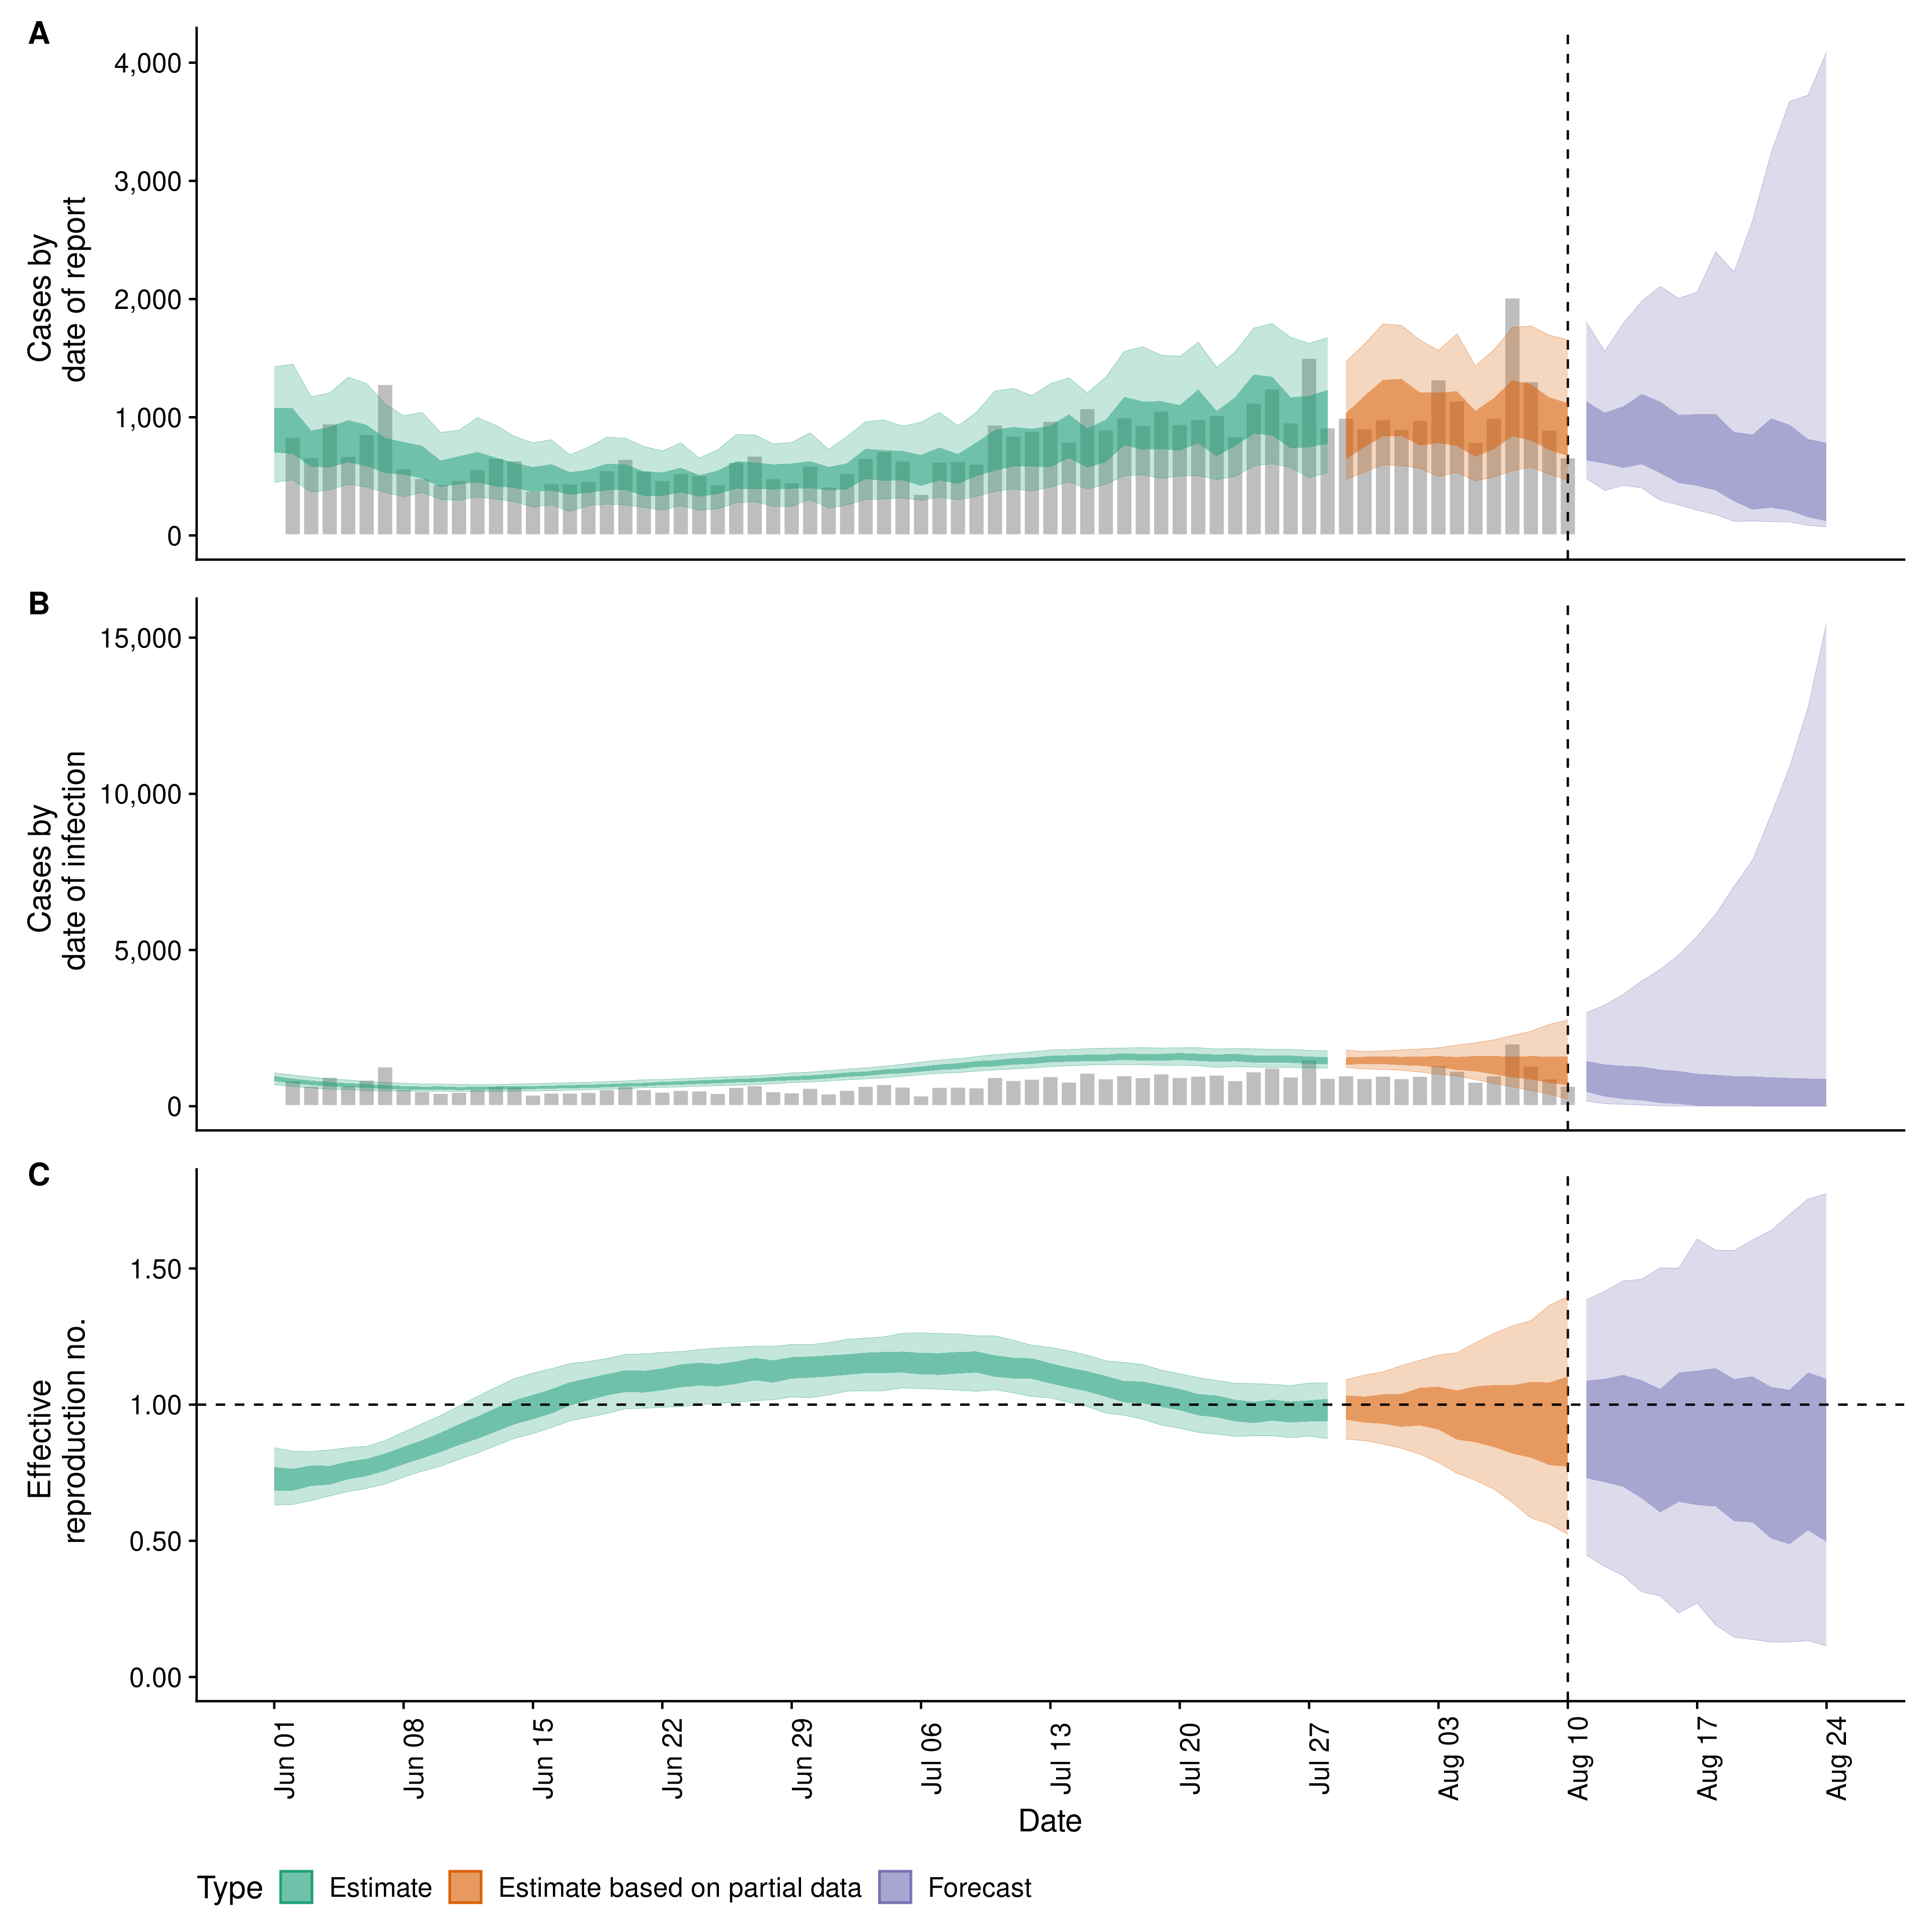 A
4,000
3,000
2,000
1,000
0
Cases by
date of report
B
15,000
10,000
5,000
0
Cases by
date of infection
C
1.50
1.00
0.50
0.00
Effective
reproduction no.
Jun 01
Jun 08
Jun 15
Jun 22
Jun 29
Jul 06
Jul 13
Jul 20
Jul 27
Aug 03
Aug 10
Aug 17
Aug 24
Date
Type Estimate Estimate based on partial data Forecast